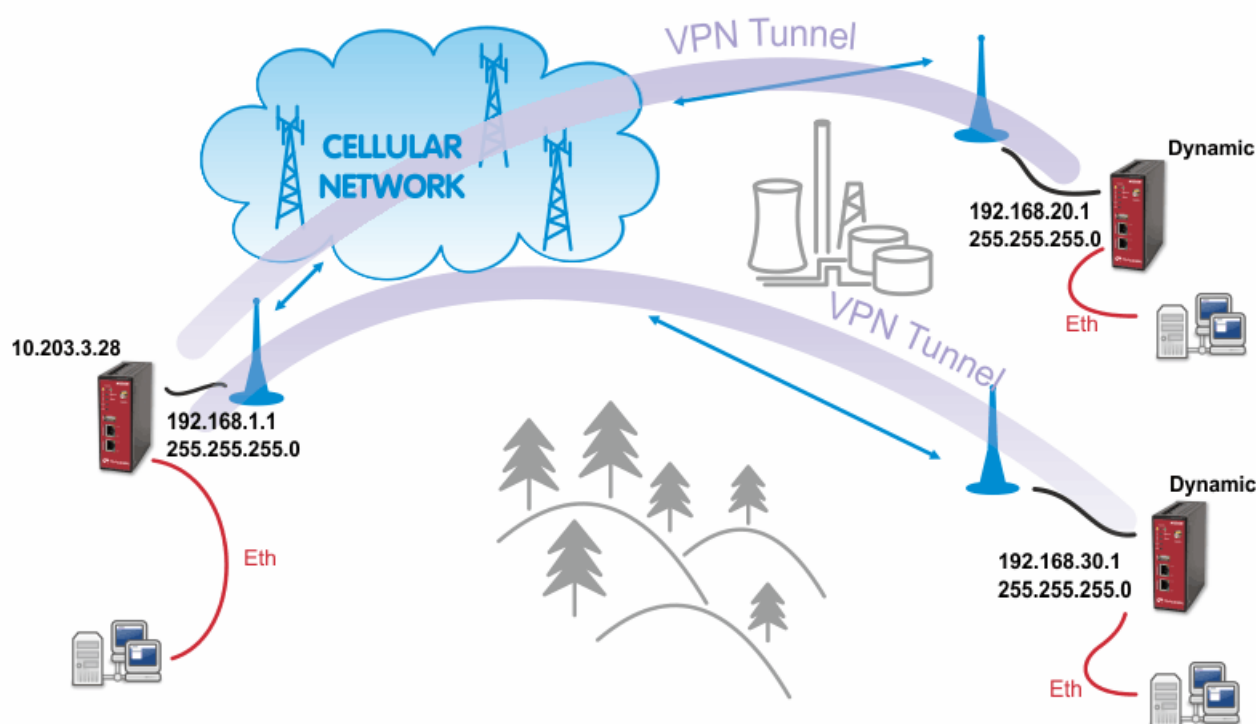 VPN Tunnel
CELLULAR
NETWORK
Dynamic
192.168.20.1
255.255.255.0
Eth
VPN Tunnel
10.203.3.28
192.168.1.1
255.255.255.0
Eth
Dynamic
192.168.30.1
255.255.255.0
Eth